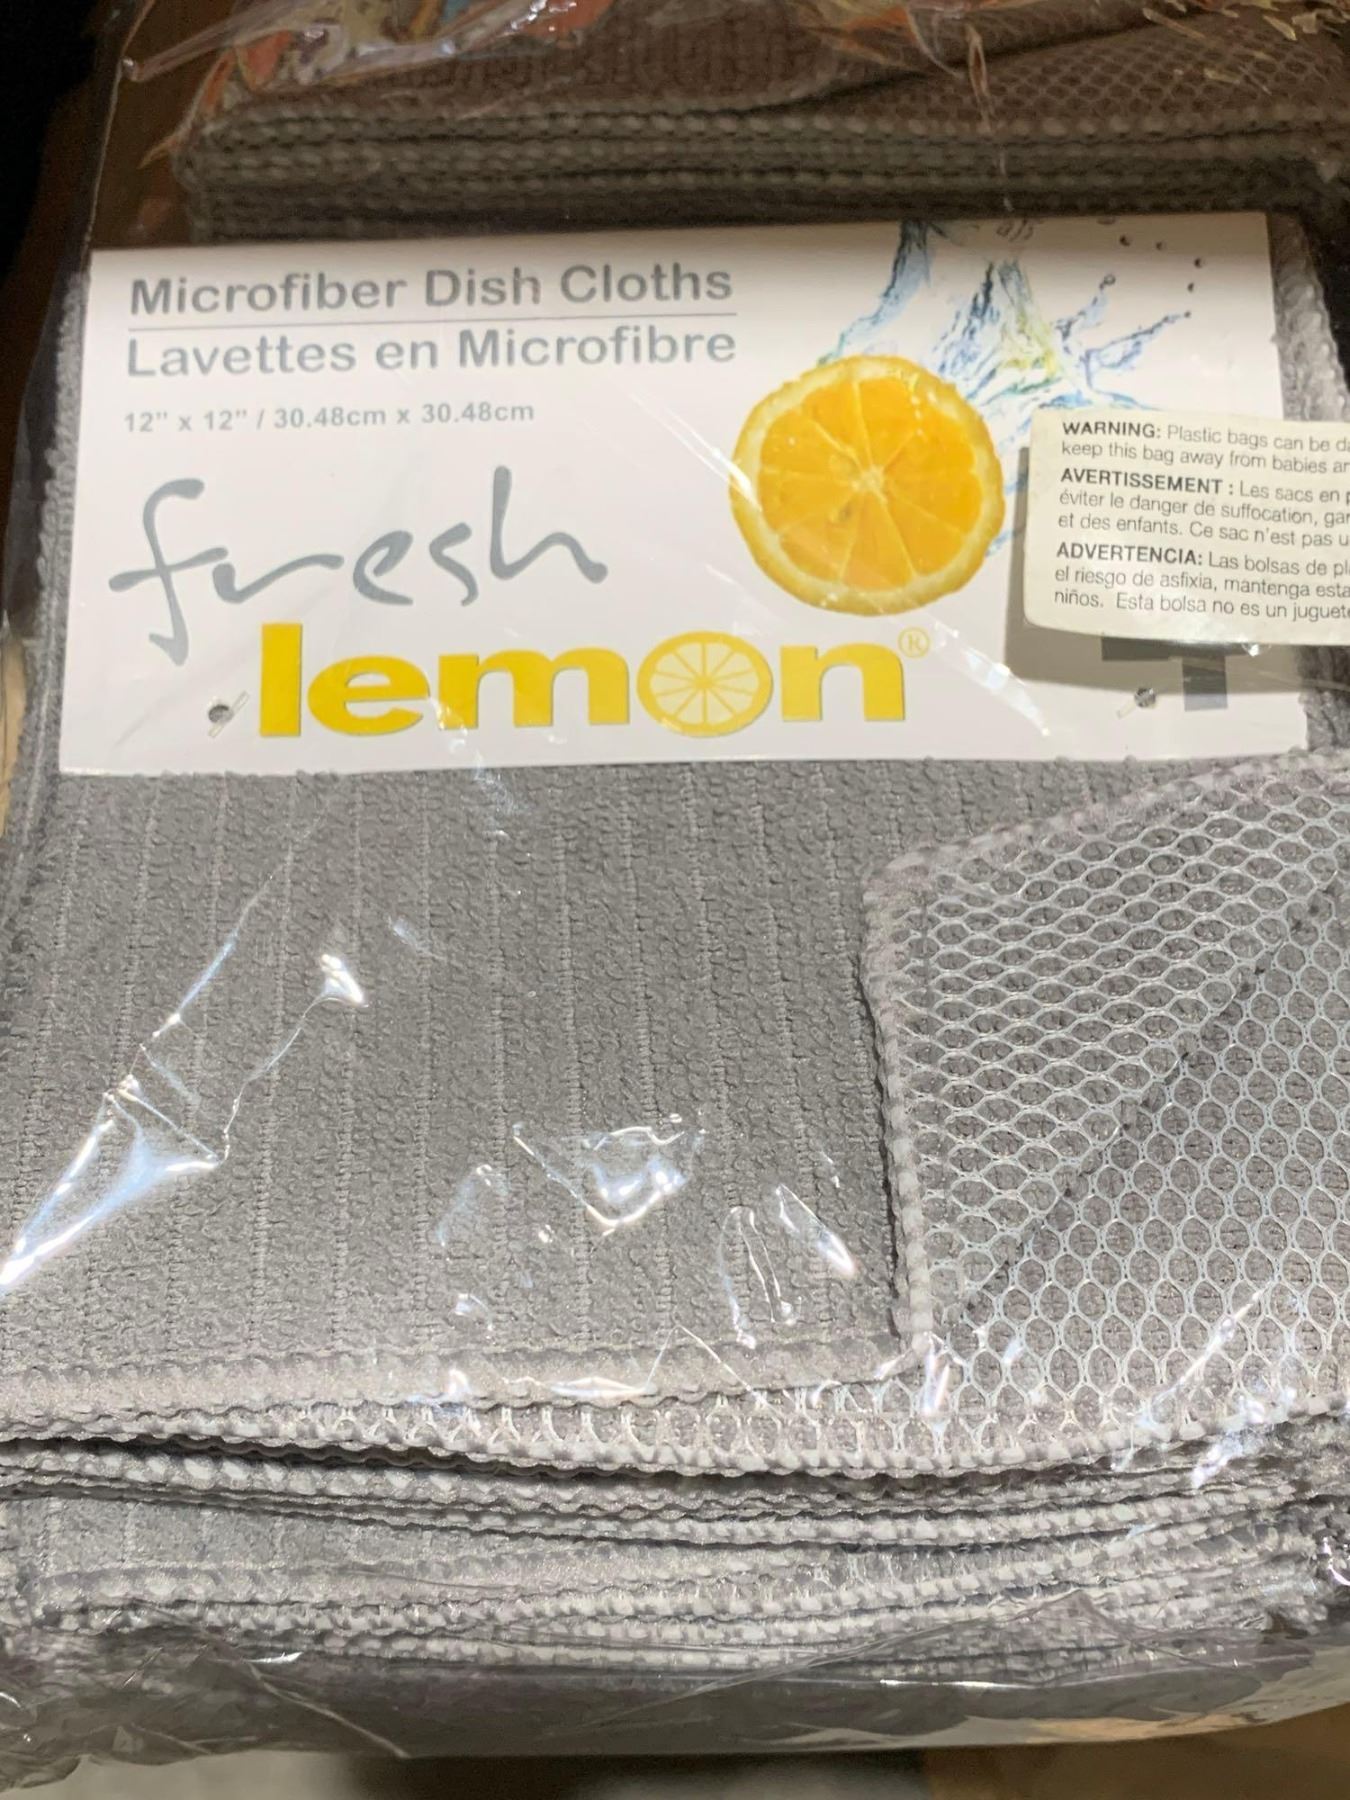 Microfiber Dish Cloths
Lavettes en Microfibre
12" x 12" / 30.48cm x 30.48cm
fresh
lemon®
WARNING: Plastic bags can be
keep this bag away from babies
AVERTISSEMENT : Les sacs en
éviter le danger de suffocation,
et des enfants. Ce sac n'est pas
ADVERTENCIA: Las bolsas de
el riesgo de asfixia, mantenga
niños. Esta bolsa no es un